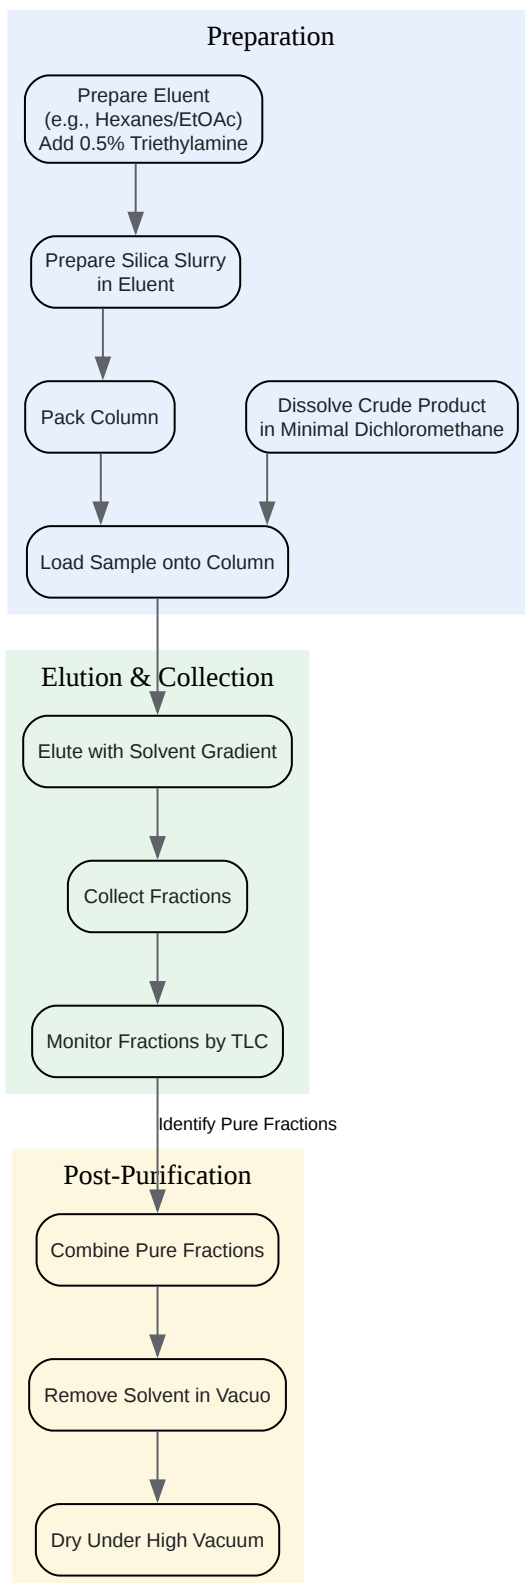 Preparation
Prepare Eluent
(e.g., Hexanes/EtOAc)
Add 0.5% Triethylamine
Prepare Silica Slurry
in Eluent
Pack Column
Dissolve Crude Product
in Minimal Dichloromethane
Load Sample onto Column
Elution & Collection
Elute with Solvent Gradient
Collect Fractions
Monitor Fractions by TLC
Identify Pure Fractions
Post-Purification
Combine Pure Fractions
Remove Solvent in Vacuo
Dry Under High Vacuum